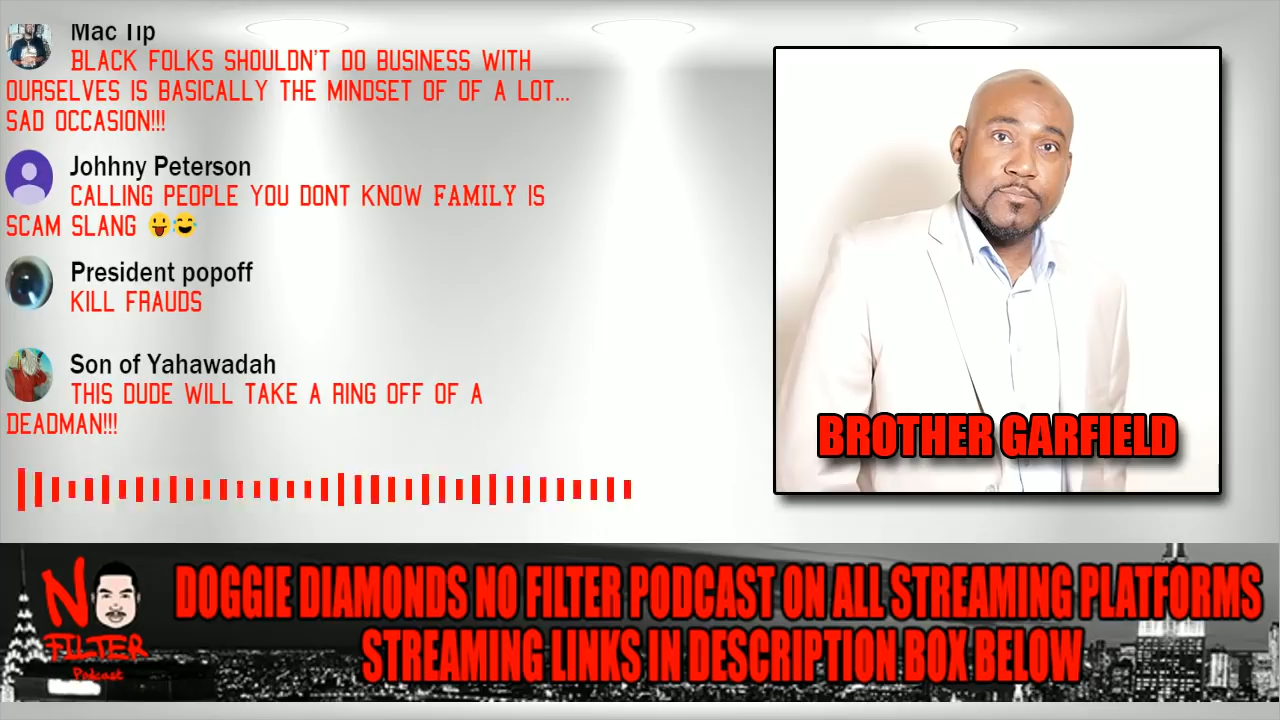 Mac Tip
BLACK FOLKS SHOULDN'T DO BUSINESS WITH
OURSELVES IS BASICALLY THE MINDSET OF OF A LOT...
SAD OCCASION!!!
Johhny Peterson
CALLING PEOPLE YOU DONT KNOW FAMILY IS
SCAM SLANG 😛😂
President popoff
KILL FRAUDS
Son of Yahawadah
THIS DUDE WILL TAKE A RING OFF OF A
DEADMAN!!!
BROTHER GARFIELD
NO
FILTER
Podcast
DOGGIE DIAMONDS NO FILTER PODCAST ON ALL STREAMING PLATFORMS
STREAMING LINKS IN DESCRIPTION BOX BELOW